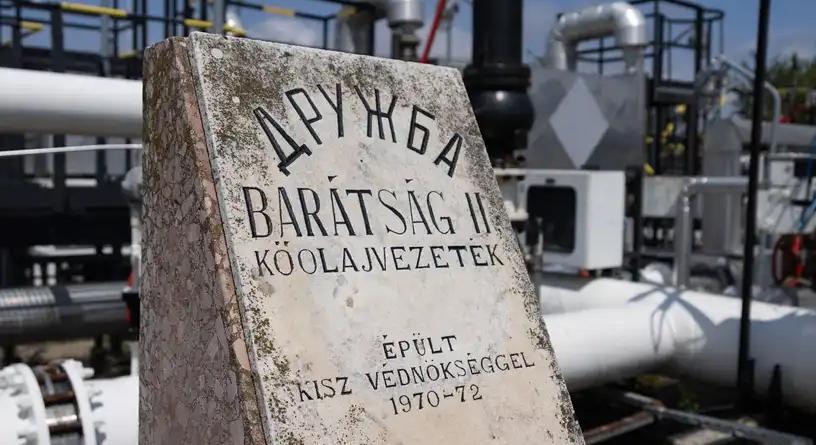 ДРУЖБА
BARÁTSÁG II
KŐOLAJVEZETÉK
ÉPÜLT
KISZ VÉDNÖKSÉGGEL
1970-72